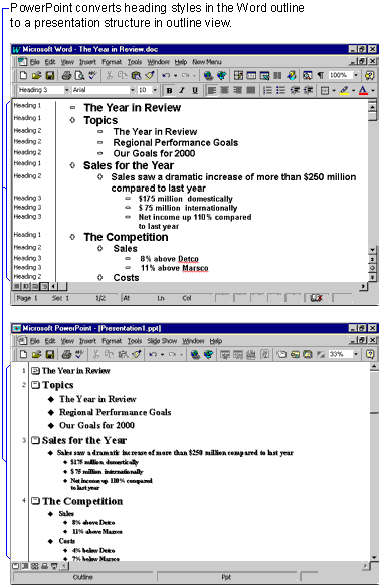 PowerPoint converts heading styles in the Word outline
to a presentation structure in outline view.
Microsoft Word - The Year in Review.doc
File Edit View Insert Format Tools Table Window Help New Menu
100%
Heading 3 Arial 10 B I U
Heading 1 The Year in Review
Heading 1 Topics
Heading 2 The Year in Review
Heading 2 Regional Performance Goals
Heading 2 Our Goals for 2000
Heading 1 Sales for the Year
Heading 2 Sales saw a dramatic increase of more than $250 million
compared to last year
Heading 3 $175 million domestically
Heading 3 $ 75 million internationally
Heading 3 Net income up 110% compared
to last year
Heading 1 The Competition
Heading 2 Sales
Heading 3 8% above Detco
Heading 3 11% above Marsco
Heading 2 Costs
Page 1 Sec 1 1/2 At Ln Col
Microsoft PowerPoint - [Presentation1.ppt]
File Edit View Insert Format Tools Slide Show Window Help
33%
1 The Year in Review
2 Topics
The Year in Review
Regional Performance Goals
Our Goals for 2000
3 Sales for the Year
Sales saw a dramatic increase of more than $250 million compared to last year
$175 million domestically
$ 75 million internationally
Net income up 110% compared
to last year
4 The Competition
Sales
8% above Detco
11% above Marsco
Costs
4% below Detco
7% below Marsco
Outline Ppt